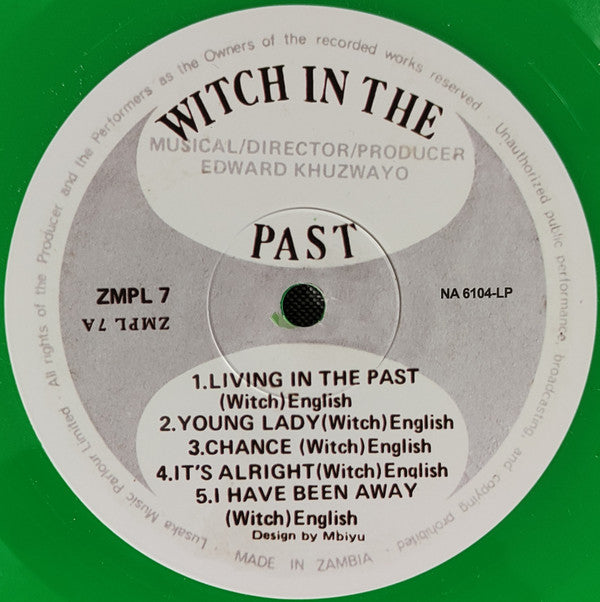 WITCH IN THE
MUSICAL/DIRECTOR/PRODUCER
EDWARD KHUZWAYO
PAST
ZMPL 7
ZMPL 7A
NA 6104-LP
1.LIVING IN THE PAST
(Witch)English
2.YOUNG LADY(Witch)English
3.CHANCE (Witch)English
4.IT'S ALRIGHT(Witch)English
5.I HAVE BEEN AWAY
(Witch)English
Design by Mbiyu
Lusaka Music Parlour Limited · All rights of the Producer and the Performers as the Owners of the recorded works reserved · Unauthorized public performance, broadcasting, and copying prohibited ·
MADE IN ZAMBIA